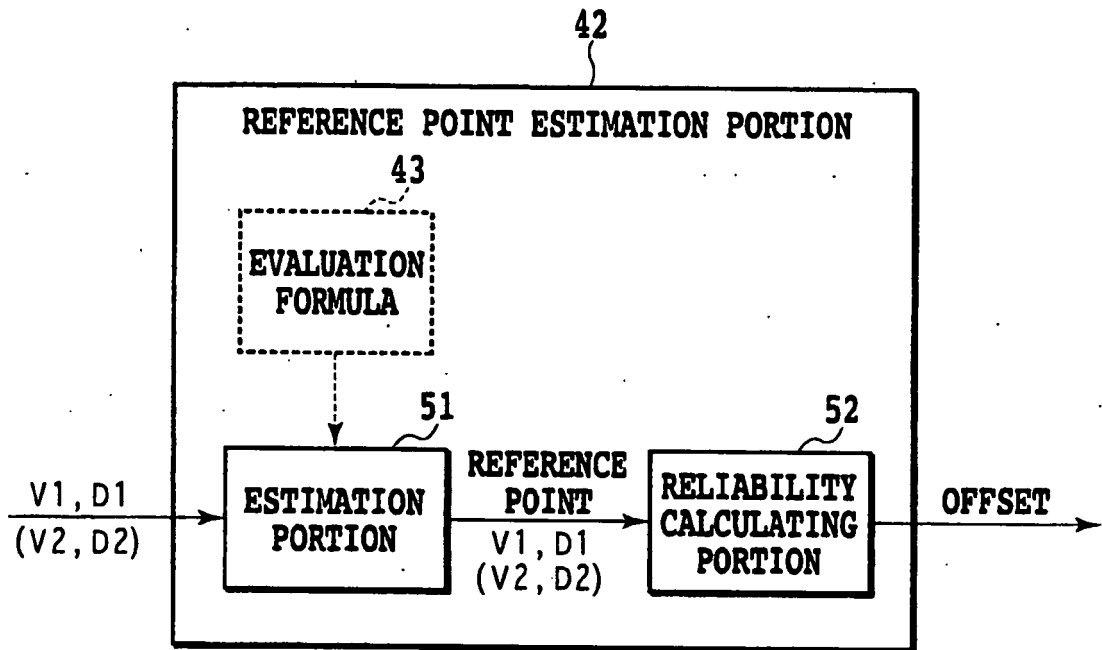 42
REFERENCE POINT ESTIMATION PORTION
43
EVALUATION
FORMULA
51
52
V1, D1
(V2, D2)
ESTIMATION
PORTION
REFERENCE
POINT
V1, D1
(V2, D2)
RELIABILITY
CALCULATING
PORTION
OFFSET